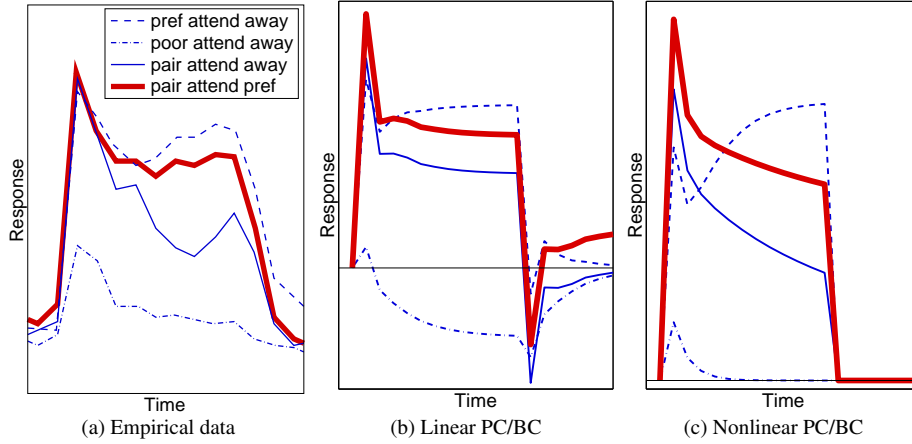 pref attend away
poor attend away
pair attend away
pair attend pref
Response
Time
(a) Empirical data
Response
Time
(b) Linear PC/BC
Response
Time
(c) Nonlinear PC/BC